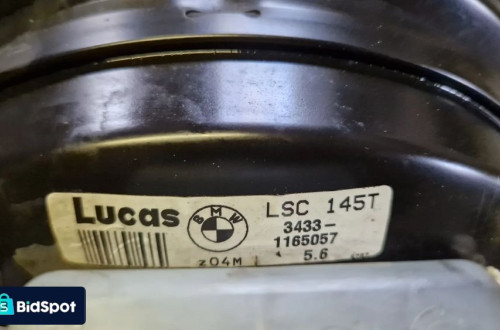 Lucas
BMW
LSC 145T
3433-
1165057
z04M
5.6
BidSpot